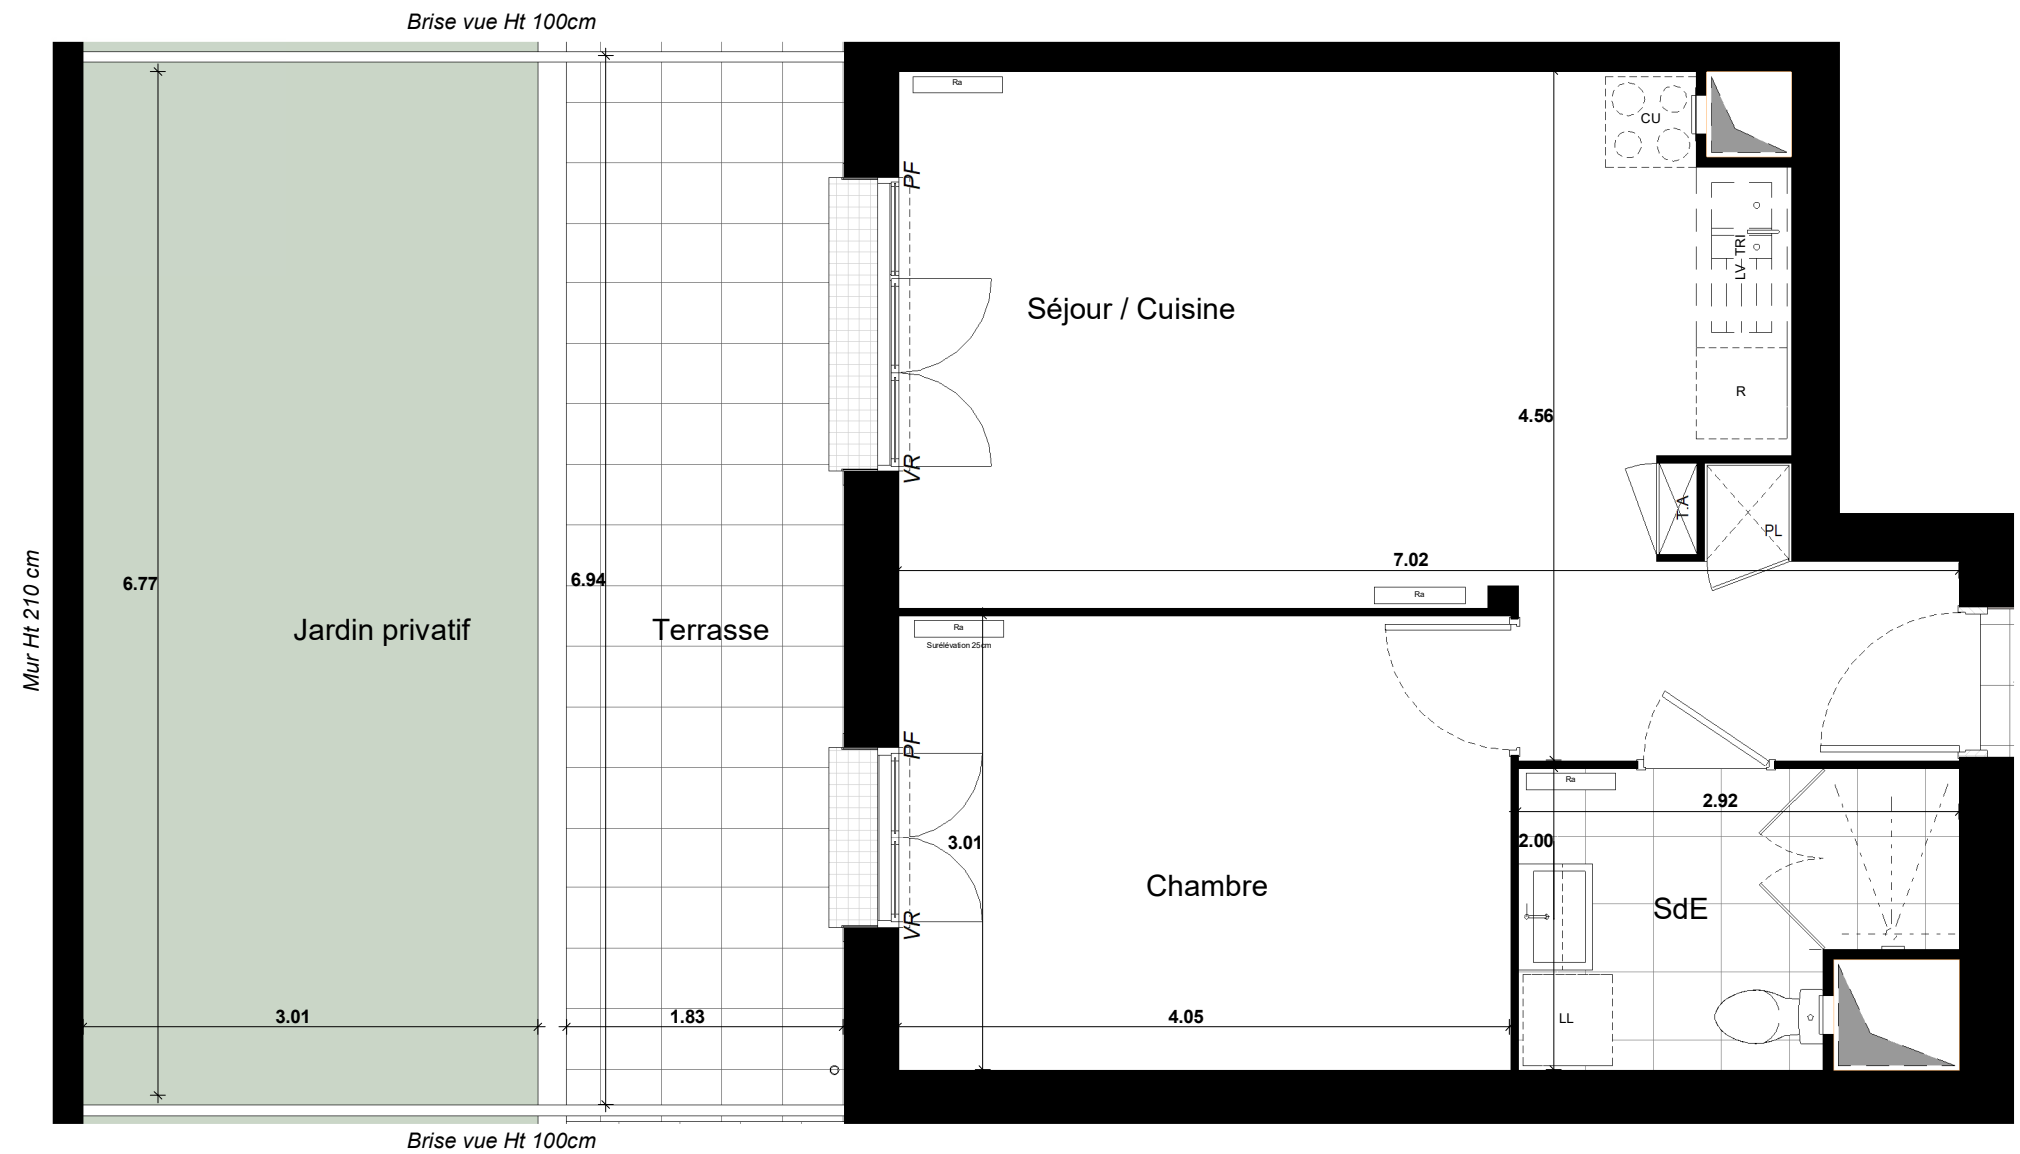 Brise vue Ht 100cm
Ra
CU
PF
LV TRI
Séjour / Cuisine
R
4.56
VR
T.A
PL
7.02
6.77
6.94
Mur Ht 210 cm
Jardin privatif
Terrasse
Ra
Ra
Surélévation 25cm
PF
Ra
2.92
3.01
2.00
Chambre
SdE
VR
3.01
1.83
4.05
LL
Brise vue Ht 100cm